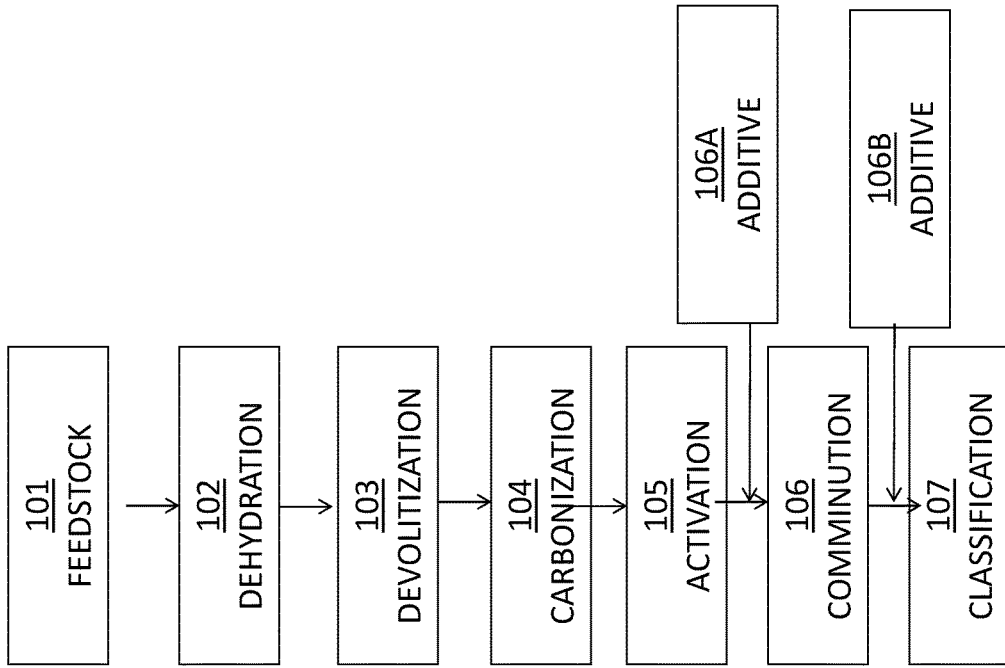 101
FEEDSTOCK
102
DEHYDRATION
103
DEVOLITIZATION
104
CARBONIZATION
105
ACTIVATION
106A
ADDITIVE
106
COMMINUTION
106B
ADDITIVE
107
CLASSIFICATION